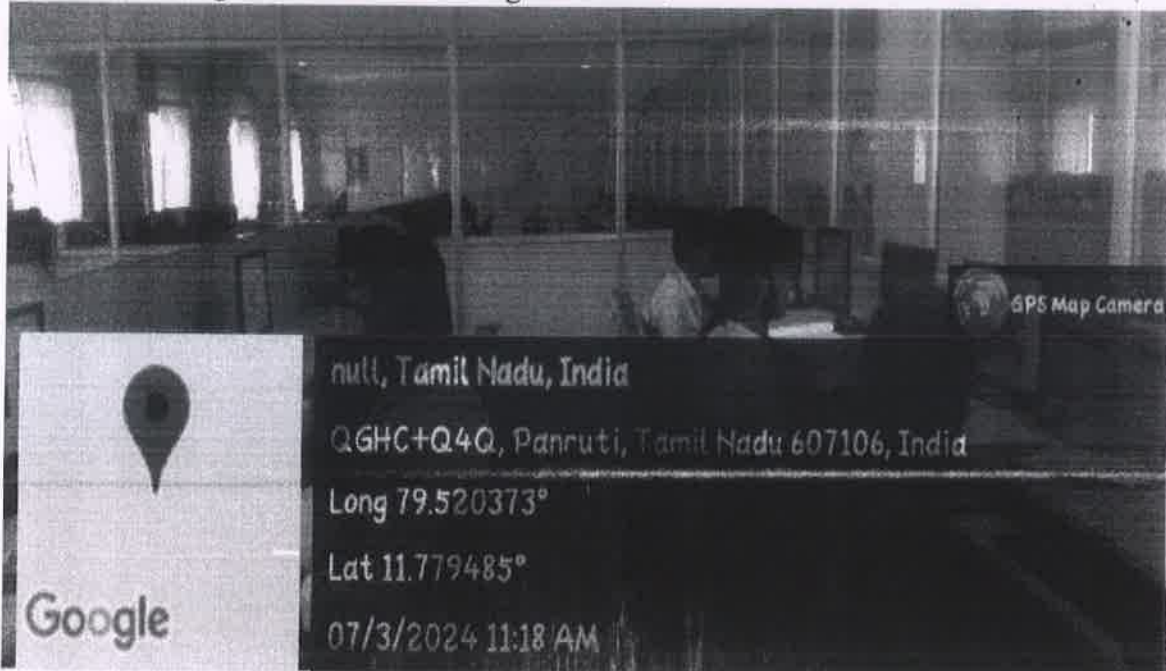 GPS Map Camera
null, Tamil Nadu, India
QGHC+Q4Q, Panruti, Tamil Nadu 607106, India
Long 79.520373°
Lat 11.779485°
07/3/2024 11:18 AM
Google